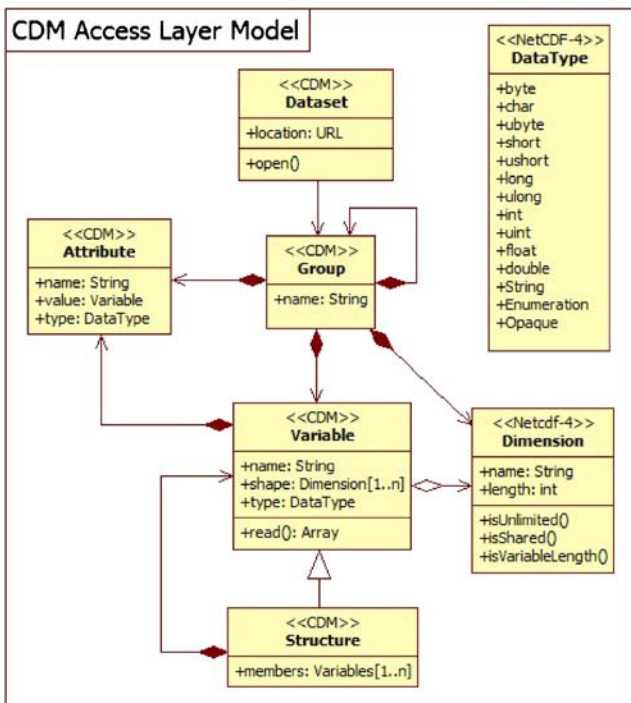 CDM Access Layer Model
<<CDM>>
Dataset
+location: URL
+open()
<<NetCDF-4>>
DataType
+byte
+char
+ubyte
+short
+ushort
+long
+ulong
+int
+uint
+float
+double
+String
+Enumeration
+Opaque
<<CDM>>
Attribute
+name: String
+value: Variable
+type: DataType
<<CDM>>
Group
+name: String
<<CDM>>
Variable
+name: String
+shape: Dimension[1..n]
+type: DataType
+read(): Array
<<Netcdf-4>>
Dimension
+name: String
+length: int
+isUnlimited()
+isShared()
+isVariableLength()
<<CDM>>
Structure
+members: Variables[1..n]